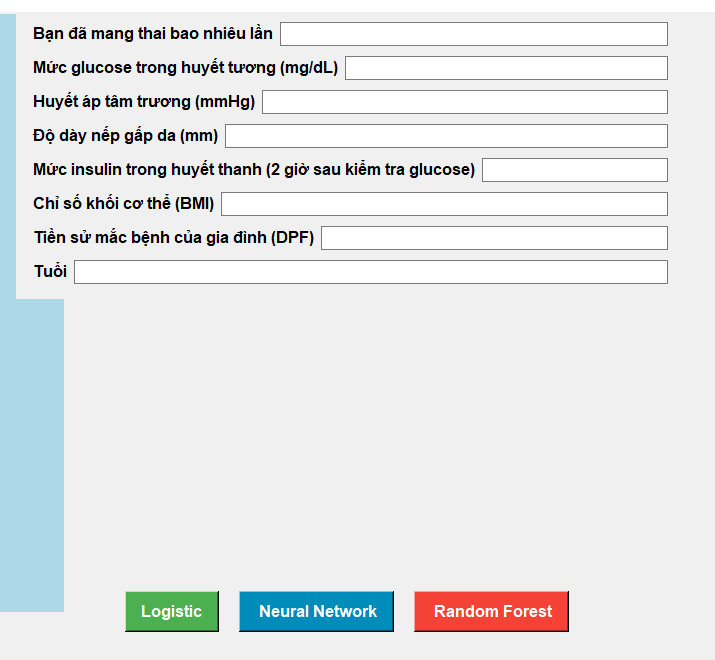 Bạn đã mang thai bao nhiêu lần
Mức glucose trong huyết tương (mg/dL)
Huyết áp tâm trương (mmHg)
Độ dày nếp gấp da (mm)
Mức insulin trong huyết thanh (2 giờ sau kiểm tra glucose)
Chỉ số khối cơ thể (BMI)
Tiền sử mắc bệnh của gia đình (DPF)
Tuổi
Logistic Neural Network Random Forest